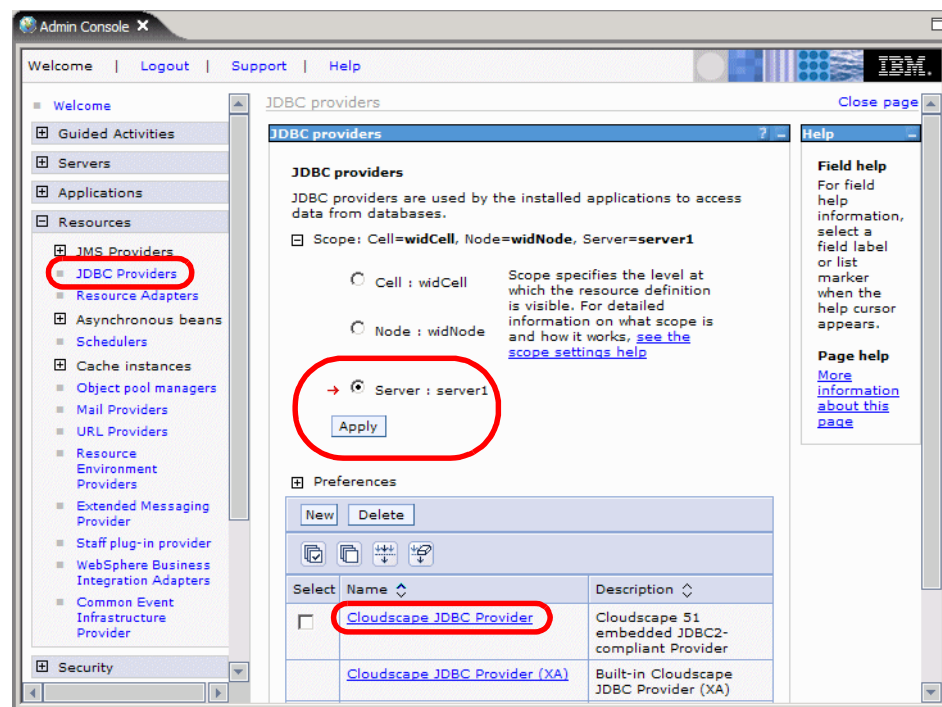 Admin Console
Welcome | Logout | Support | Help
IBM.
Welcome
Guided Activities
Servers
Applications
Resources
JMS Providers
JDBC Providers
Resource Adapters
Asynchronous beans
Schedulers
Cache instances
Object pool managers
Mail Providers
URL Providers
Resource
Environment
Providers
Extended Messaging
Provider
Staff plug-in provider
WebSphere Business
Integration Adapters
Common Event
Infrastructure
Provider
Security
JDBC providers
Close page
JDBC providers
? -
JDBC providers
JDBC providers are used by the installed applications to access
data from databases.
Scope: Cell=widCell, Node=widNode, Server=server1
Cell : widCell
Node : widNode
Server : server1
Scope specifies the level at
which the resource definition
is visible. For detailed
information on what scope is
and how it works, see the
scope settings help
Apply
Preferences
New Delete
Select Name Description
Cloudscape JDBC Provider
Cloudscape 51
embedded JDBC2-
compliant Provider
Cloudscape JDBC Provider (XA)
Built-in Cloudscape
JDBC Provider (XA)
Help -
Field help
For field
help
information,
select a
field label
or list
marker
when the
help cursor
appears.
Page help
More
information
about this
page